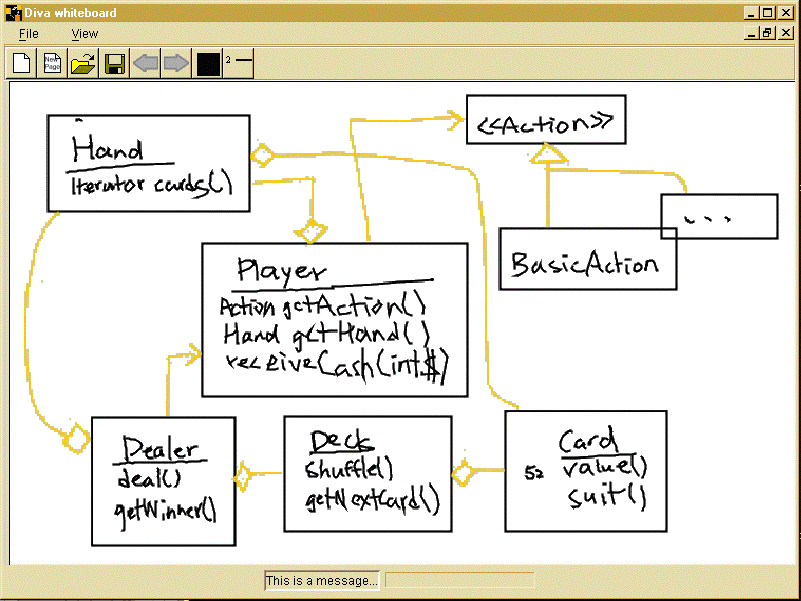 Diva whiteboard
File View
New Page
2
Hand
Iterator cards()
<<Action>>
...
BasicAction
Player
Action getAction()
Hand getHand()
receiveCash(int$)
Dealer
deal()
getWinner()
Deck
shuffle()
getNextCard()
52
Card
value()
suit()
This is a message...